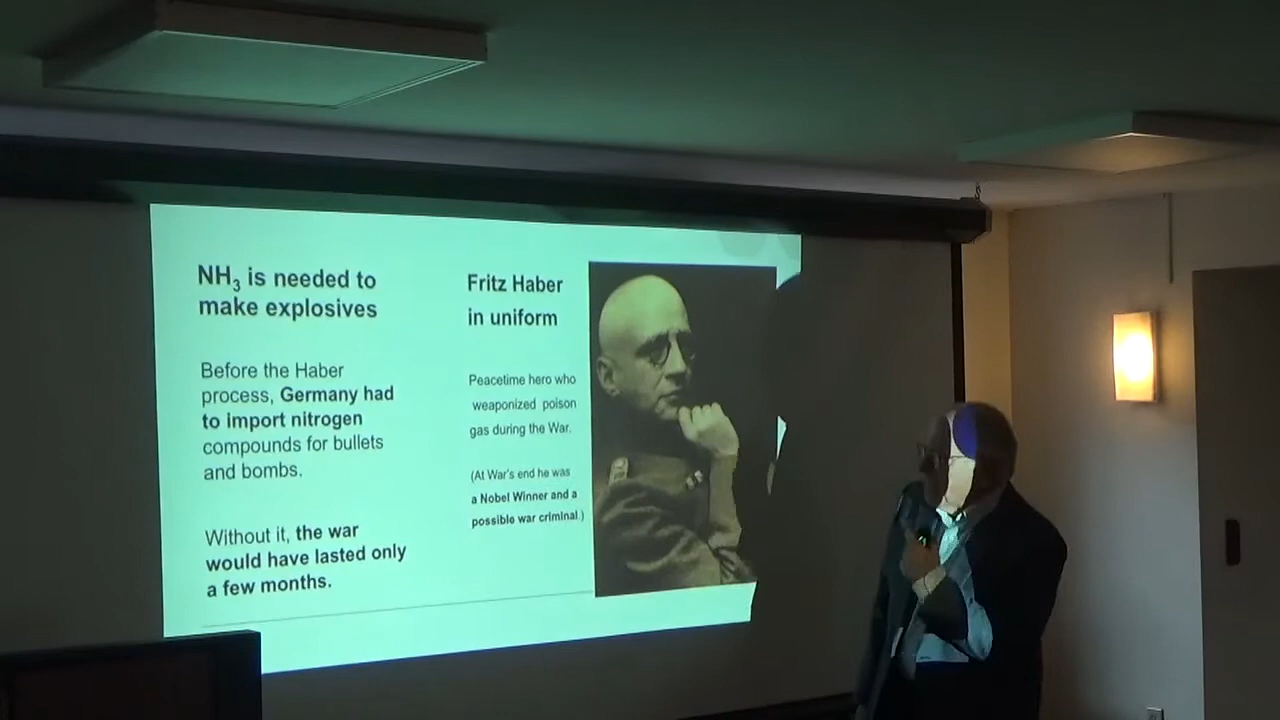 NH3 is needed to
make explosives
Before the Haber
process, Germany had
to import nitrogen
compounds for bullets
and bombs.
Without it, the war
would have lasted only
a few months.
Fritz Haber
in uniform
Peacetime hero who
weaponized poison
gas during the War.
(At War's end he was
a Nobel Winner and a
possible war criminal.)